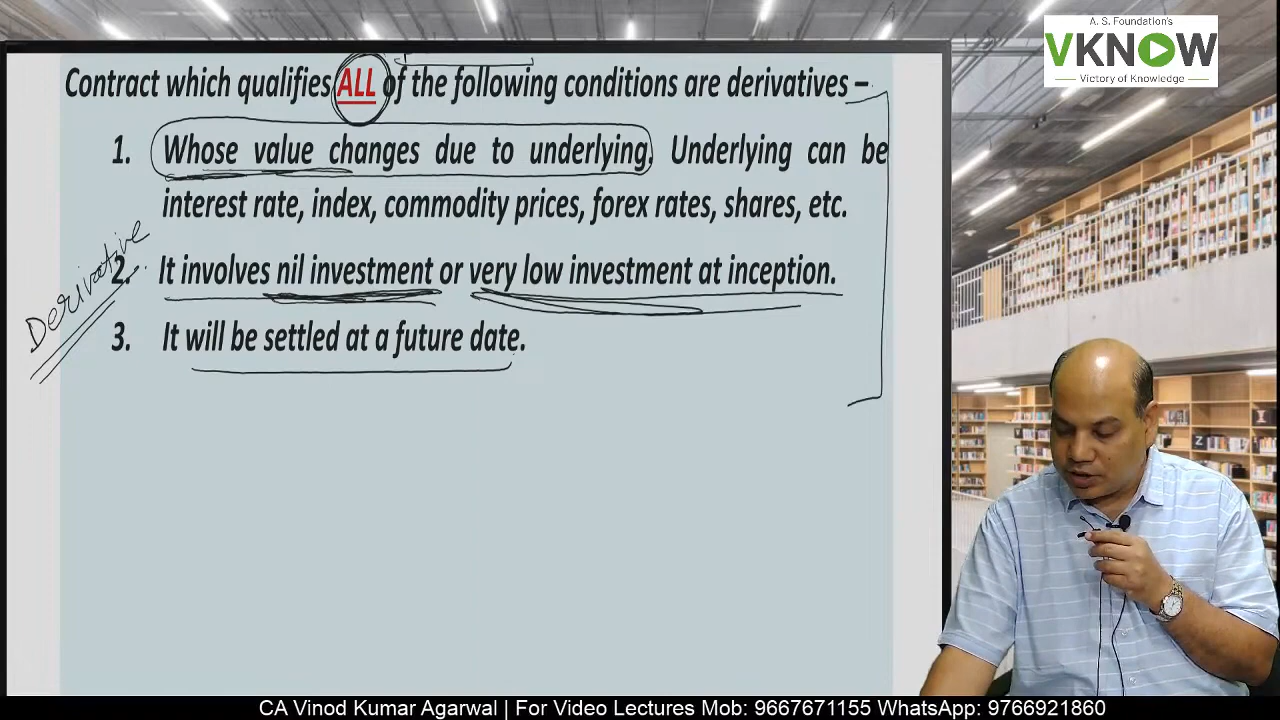 A. S. Foundation's
VKNOW
Victory of Knowledge
Contract which qualifies ALL of the following conditions are derivatives –
1. Whose value changes due to underlying. Underlying can be
interest rate, index, commodity prices, forex rates, shares, etc.
Derivative
2. It involves nil investment or very low investment at inception.
3. It will be settled at a future date.
CA Vinod Kumar Agarwal | For Video Lectures Mob: 9667671155 WhatsApp: 9766921860